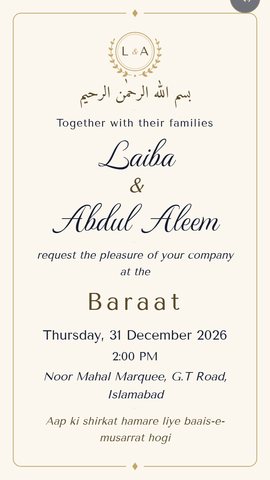 L & A
بسم الله الرحمٰن الرحيم
Together with their families
Laiba
&
Abdul Aleem
request the pleasure of your company
at the
Baraat
Thursday, 31 December 2026
2:00 PM
Noor Mahal Marquee, G.T Road,
Islamabad
Aap ki shirkat hamare liye baais-e-
musarrat hogi